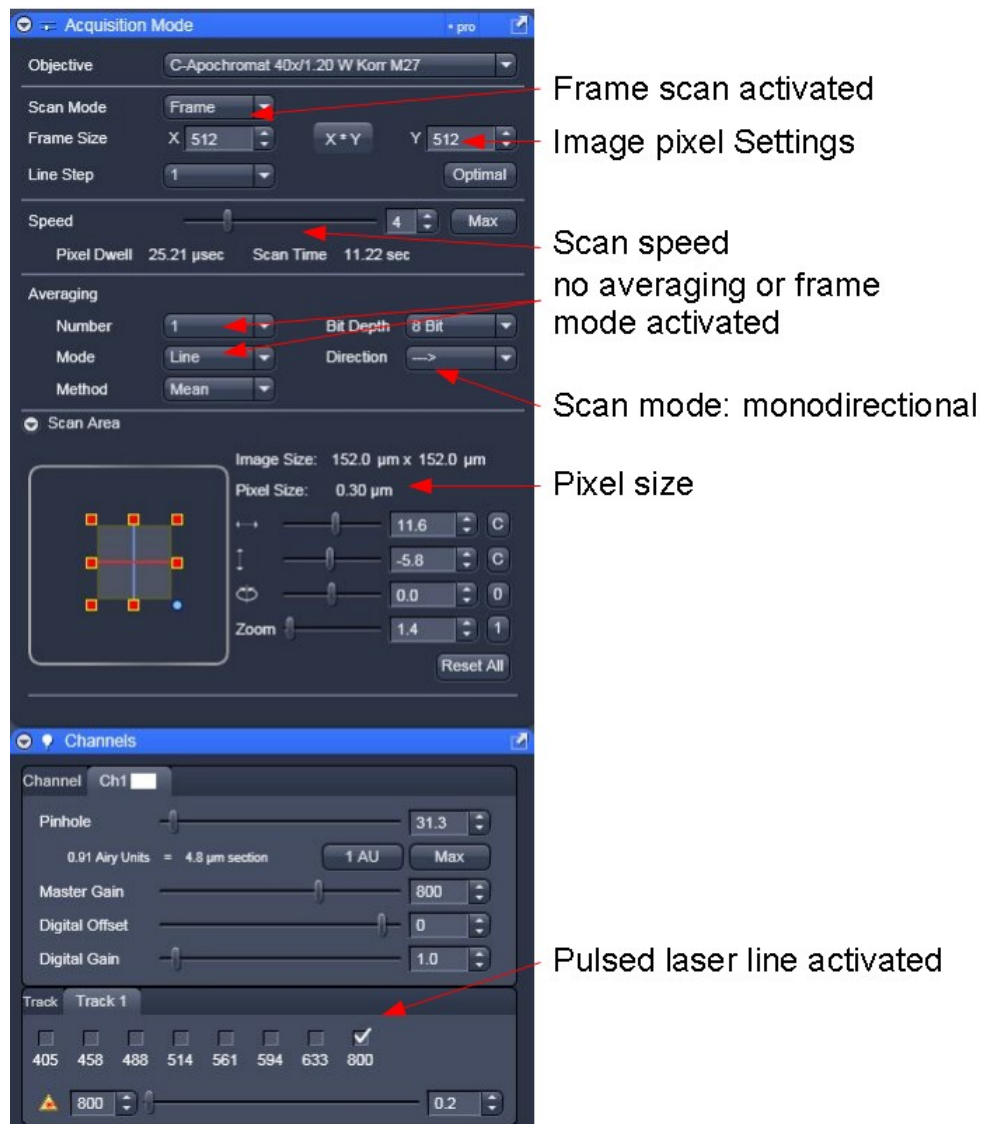 Acquisition Mode • pro
Objective C-Apochromat 40x/1.20 W Korr M27
Scan Mode Frame
Frame scan activated
Frame Size X 512 X * Y Y 512
Image pixel Settings
Line Step 1 Optimal
Speed 4 Max
Scan speed
Pixel Dwell 25.21 µsec Scan Time 11.22 sec
Averaging
no averaging or frame
mode activated
Number 1 Bit Depth 8 Bit
Mode Line Direction --->
Method Mean
Scan mode: monodirectional
Scan Area
Image Size: 152.0 µm x 152.0 µm
Pixel Size: 0.30 µm
Pixel size
11.6 C
-5.8 C
0.0 0
Zoom 1.4 1
Reset All
Channels
Channel Ch1
Pinhole 31.3
0.91 Airy Units = 4.8 µm section 1 AU Max
Master Gain 800
Digital Offset 0
Digital Gain 1.0
Pulsed laser line activated
Track Track 1
405 458 488 514 561 594 633 800
800 0.2